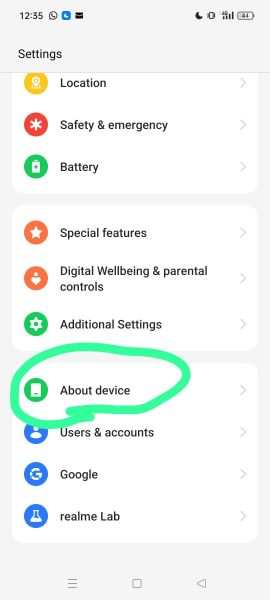 12:35
4G
44
Settings
Location
Safety & emergency
Battery
Special features
Digital Wellbeing & parental
controls
Additional Settings
About device
Users & accounts
Google
realme Lab